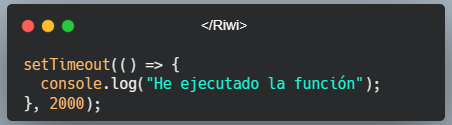 </Riwi>
setTimeout(() => {
  console.log("He ejecutado la función");
}, 2000);